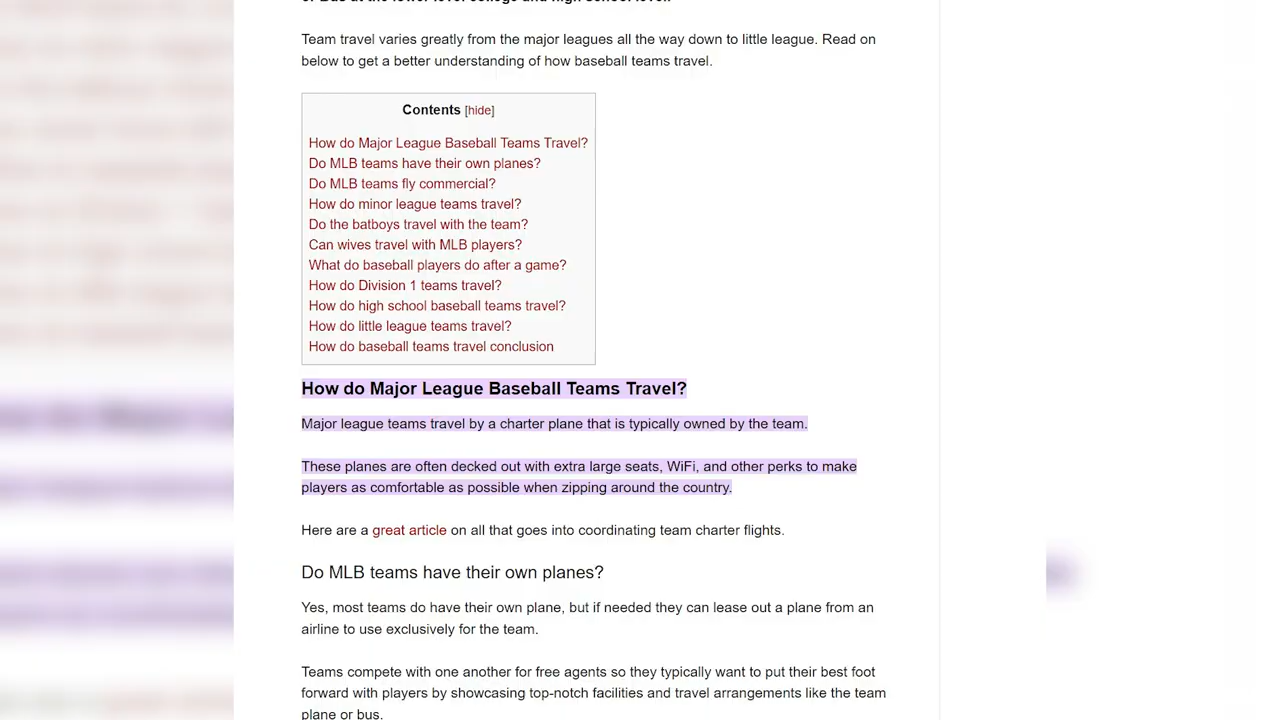 Team travel varies greatly from the major leagues all the way down to little league. Read on
below to get a better understanding of how baseball teams travel.
Contents [hide]
How do Major League Baseball Teams Travel?
Do MLB teams have their own planes?
Do MLB teams fly commercial?
How do minor league teams travel?
Do the batboys travel with the team?
Can wives travel with MLB players?
What do baseball players do after a game?
How do Division 1 teams travel?
How do high school baseball teams travel?
How do little league teams travel?
How do baseball teams travel conclusion
How do Major League Baseball Teams Travel?
Major league teams travel by a charter plane that is typically owned by the team.
These planes are often decked out with extra large seats, WiFi, and other perks to make
players as comfortable as possible when zipping around the country.
Here are a great article on all that goes into coordinating team charter flights.
Do MLB teams have their own planes?
Yes, most teams do have their own plane, but if needed they can lease out a plane from an
airline to use exclusively for the team.
Teams compete with one another for free agents so they typically want to put their best foot
forward with players by showcasing top-notch facilities and travel arrangements like the team
plane or bus.